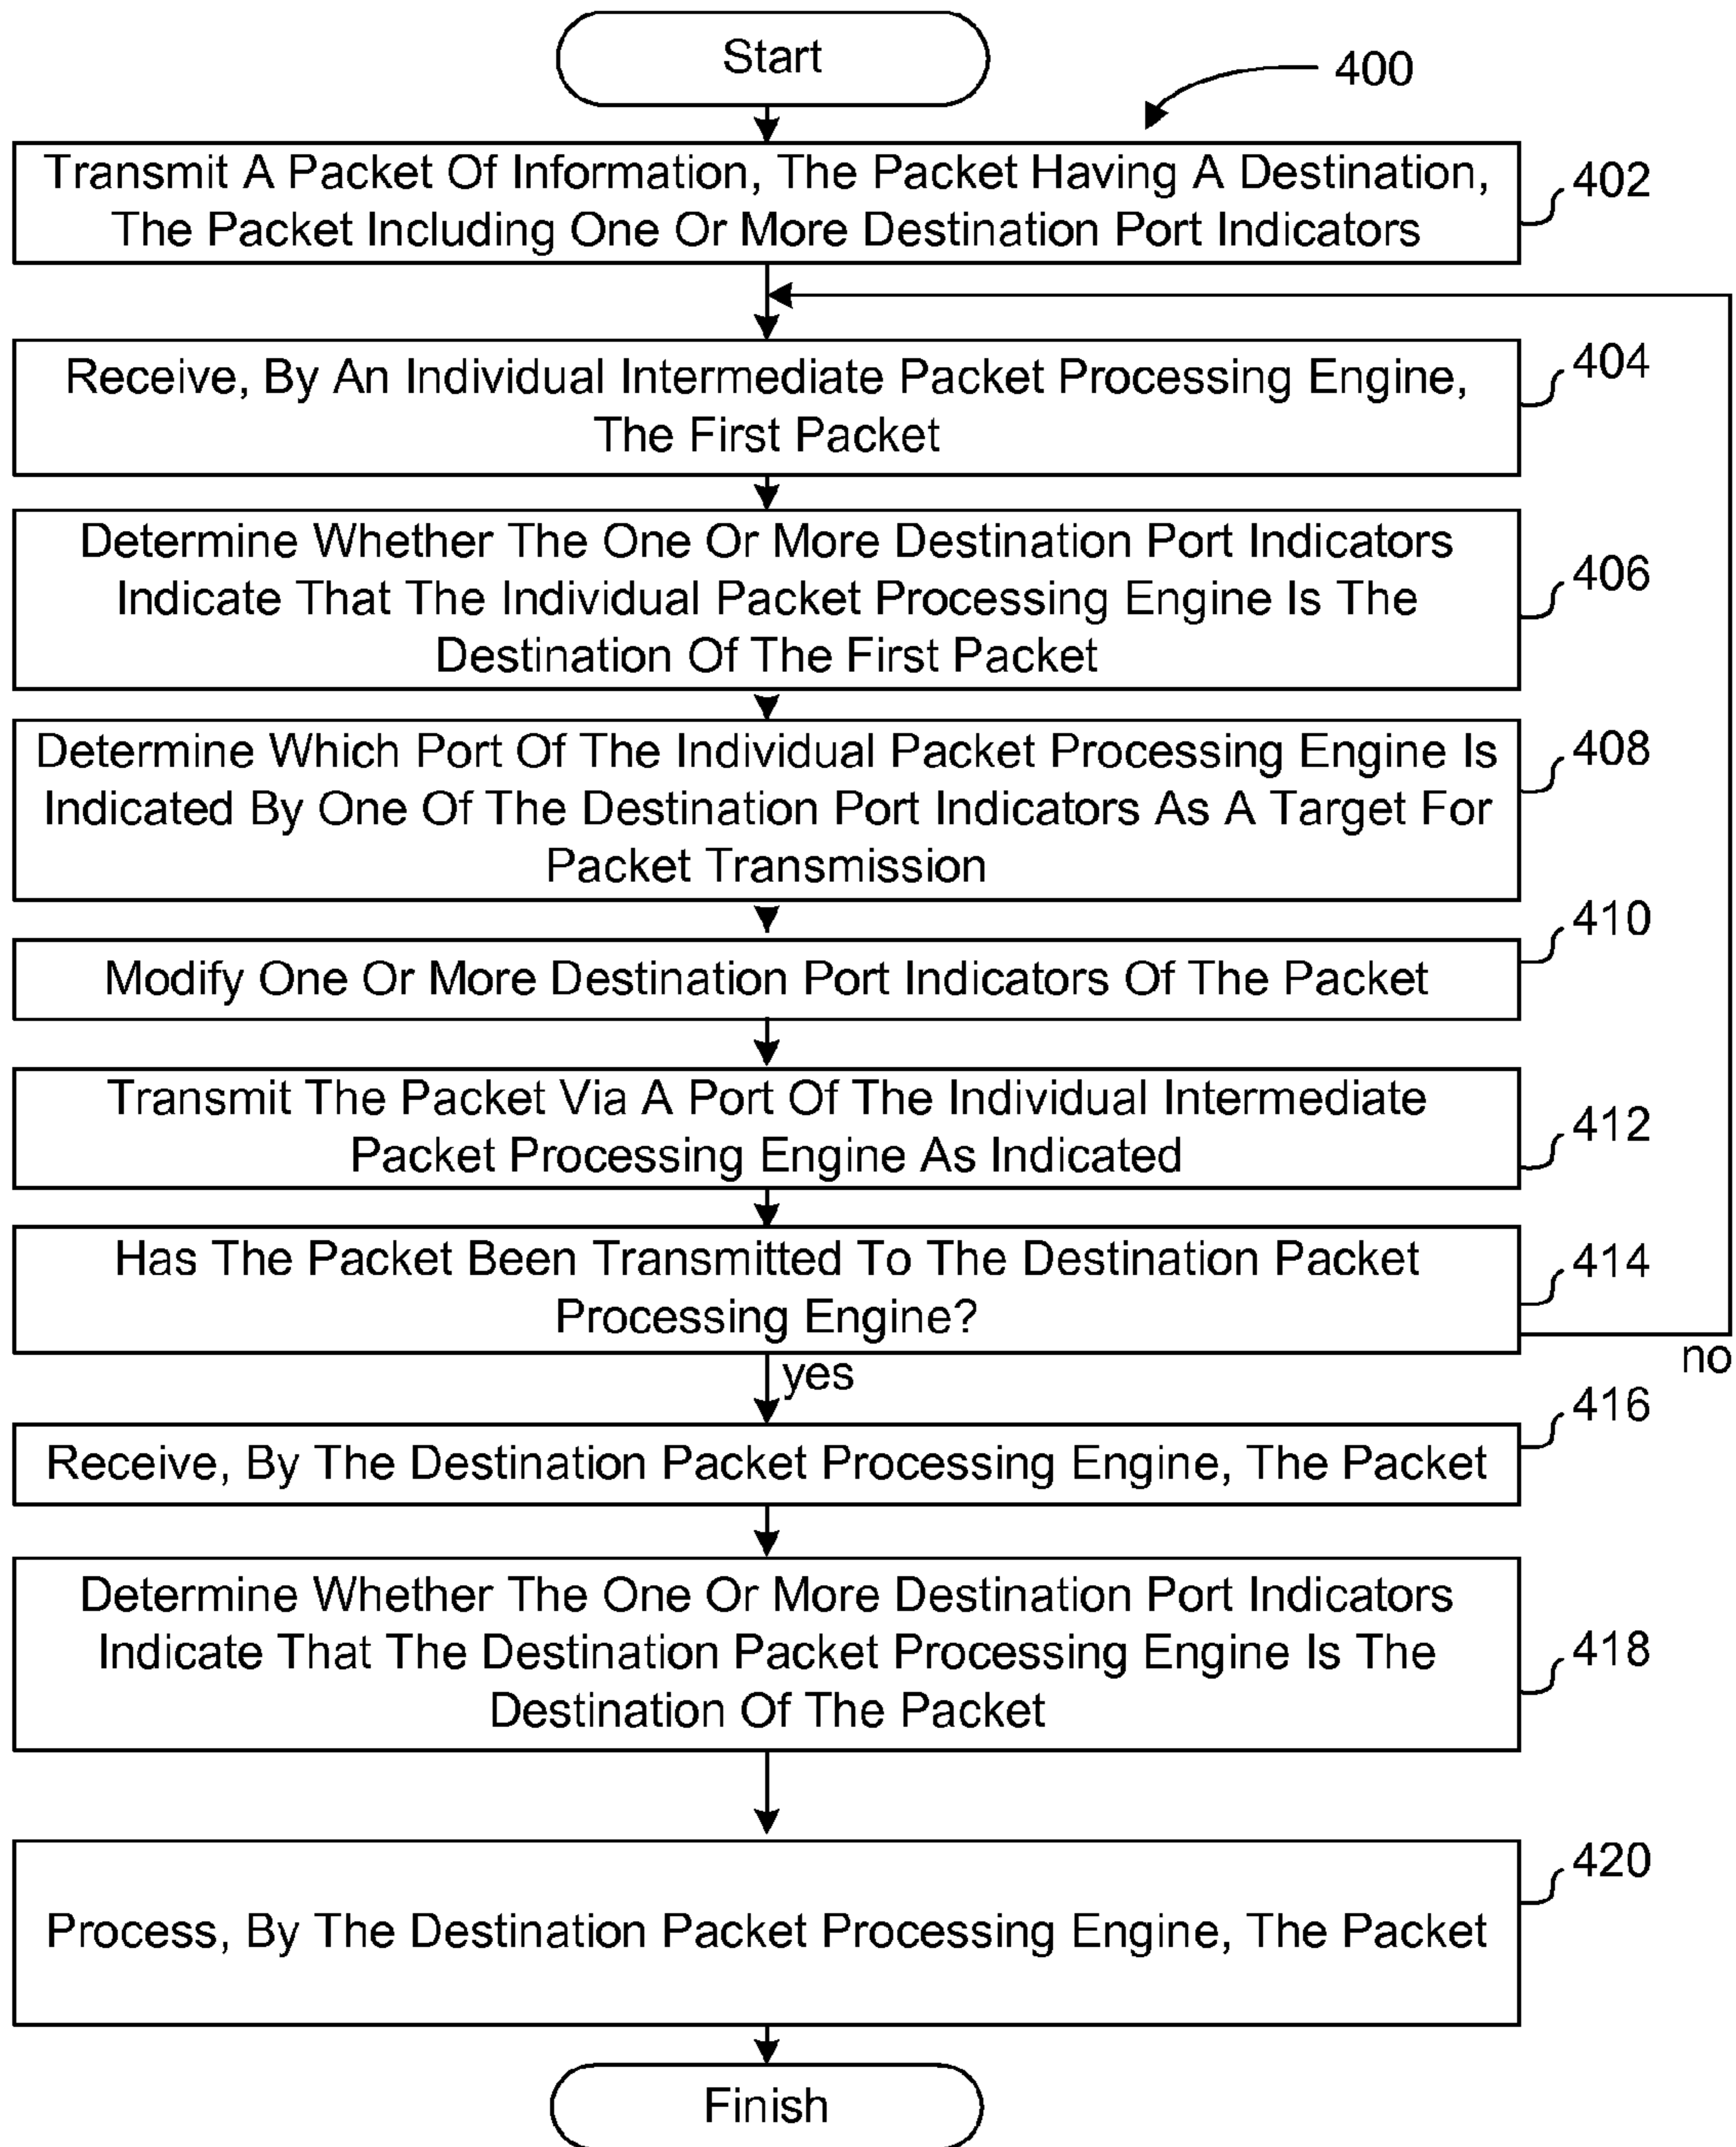 Start
400
Transmit A Packet Of Information, The Packet Having A Destination,
The Packet Including One Or More Destination Port Indicators
402
Receive, By An Individual Intermediate Packet Processing Engine,
The First Packet
404
Determine Whether The One Or More Destination Port Indicators
Indicate That The Individual Packet Processing Engine Is The
Destination Of The First Packet
406
Determine Which Port Of The Individual Packet Processing Engine Is
Indicated By One Of The Destination Port Indicators As A Target For
Packet Transmission
408
Modify One Or More Destination Port Indicators Of The Packet
410
Transmit The Packet Via A Port Of The Individual Intermediate
Packet Processing Engine As Indicated
412
Has The Packet Been Transmitted To The Destination Packet
Processing Engine?
414
yes
no
Receive, By The Destination Packet Processing Engine, The Packet
416
Determine Whether The One Or More Destination Port Indicators
Indicate That The Destination Packet Processing Engine Is The
Destination Of The Packet
418
Process, By The Destination Packet Processing Engine, The Packet
420
Finish